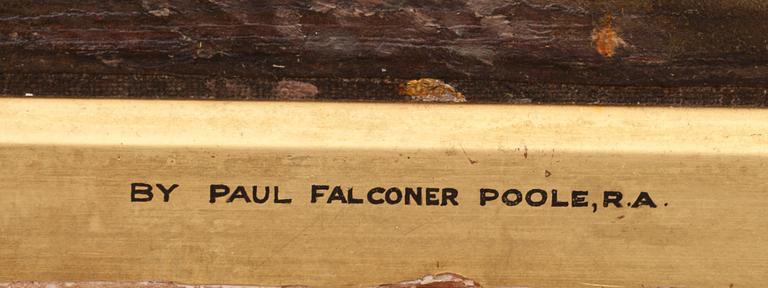 BY PAUL FALCONER POOLE, R.A.